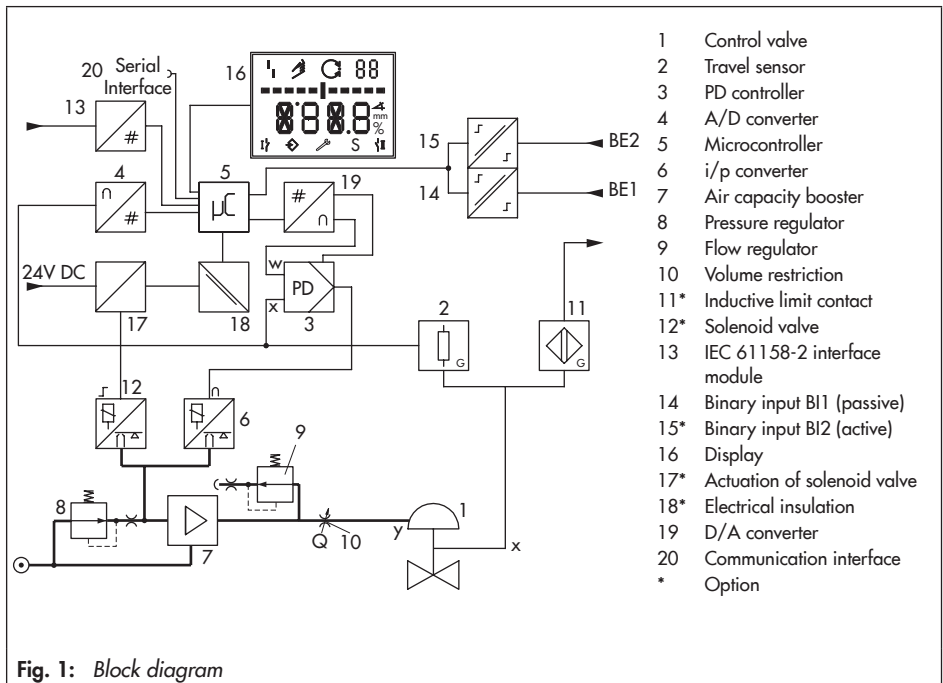 20 Serial
Interface
16
88
8.8.8
mm
%
S
13
#
4
#
5
µC
#
19
15
BE2
14
BE1
24V DC
17
18
w
x
PD
3
2
G
11
G
12
6
9
8
7
Q
10
y
1
x
1 Control valve
2 Travel sensor
3 PD controller
4 A/D converter
5 Microcontroller
6 i/p converter
7 Air capacity booster
8 Pressure regulator
9 Flow regulator
10 Volume restriction
11* Inductive limit contact
12* Solenoid valve
13 IEC 61158-2 interface
module
14 Binary input BI1 (passive)
15* Binary input BI2 (active)
16 Display
17* Actuation of solenoid valve
18* Electrical insulation
19 D/A converter
20 Communication interface
* Option
Fig. 1: Block diagram